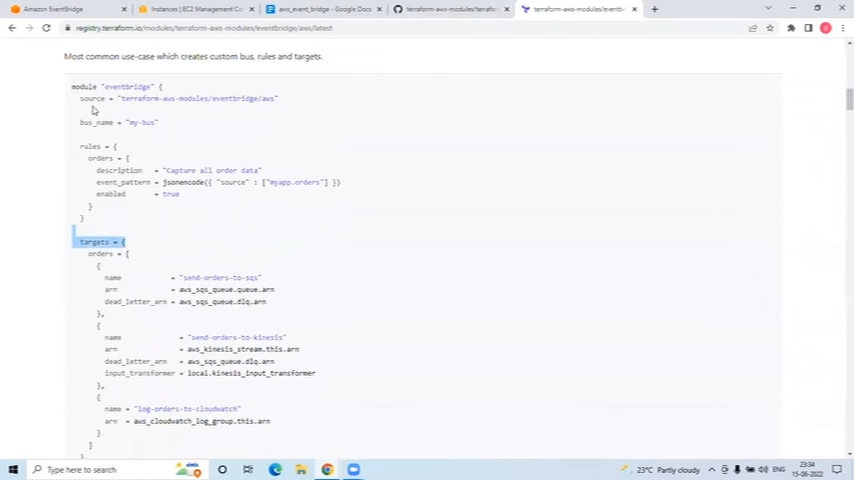 Amazon EventBridge
Instances | EC2 Management Co
aws_event_bridge - Google Docs
terraform-aws-modules/terrafor
terraform-aws-modules/eventbri
registry.terraform.io/modules/terraform-aws-modules/eventbridge/aws/latest
Most common use-case which creates custom bus, rules and targets.
module "eventbridge" {
source = "terraform-aws-modules/eventbridge/aws"
bus_name = "my-bus"
rules = {
orders = {
description = "Capture all order data"
event_pattern = jsonencode({ "source" : ["myapp.orders"] })
enabled = true
}
}
targets = {
orders = [
{
name = "send-orders-to-sqs"
arn = aws_sqs_queue.queue.arn
dead_letter_arn = aws_sqs_queue.dlq.arn
},
{
name = "send-orders-to-kinesis"
arn = aws_kinesis_stream.this.arn
dead_letter_arn = aws_sqs_queue.dlq.arn
input_transformer = local.kinesis_input_transformer
},
{
name = "log-orders-to-cloudwatch"
arn = aws_cloudwatch_log_group.this.arn
}
]
}
Type here to search
23°C Partly cloudy
ENG
23:34
15-06-2022